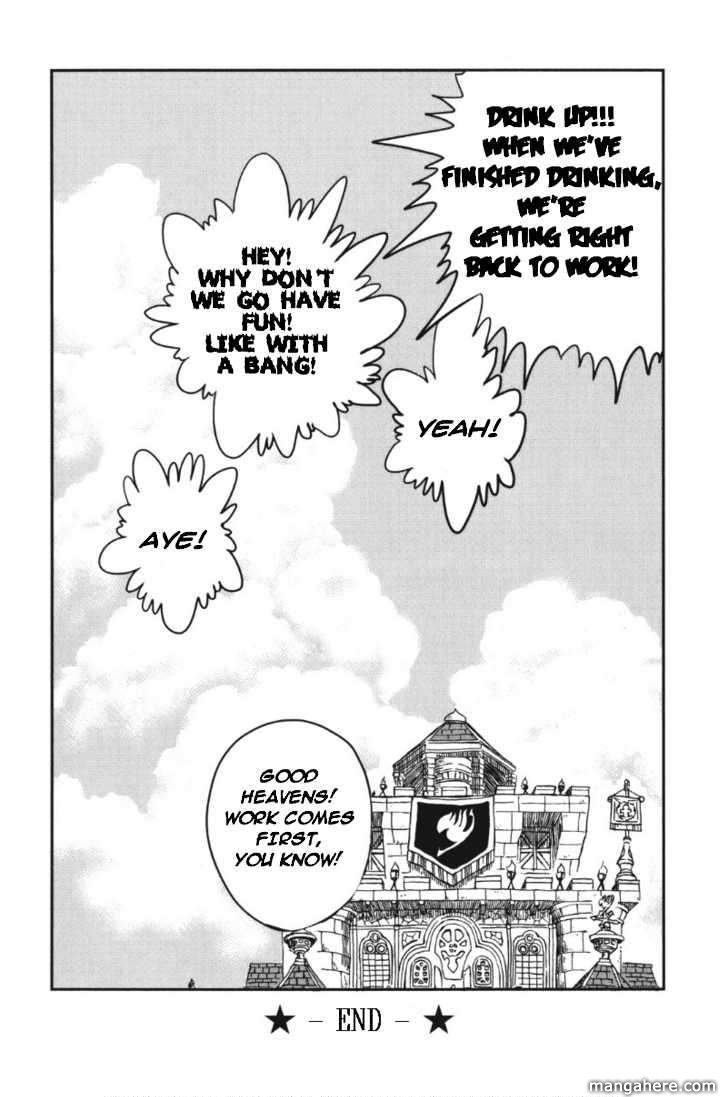 DRINK UP!!!
WHEN WE'VE
FINISHED DRINKING,
WE'RE
GETTING RIGHT
BACK TO WORK!
HEY!
WHY DON'T
WE GO HAVE
FUN!
LIKE WITH
A BANG!
YEAH!
AYE!
GOOD
HEAVENS!
WORK COMES
FIRST,
YOU KNOW!
★ - END - ★
mangahere.com